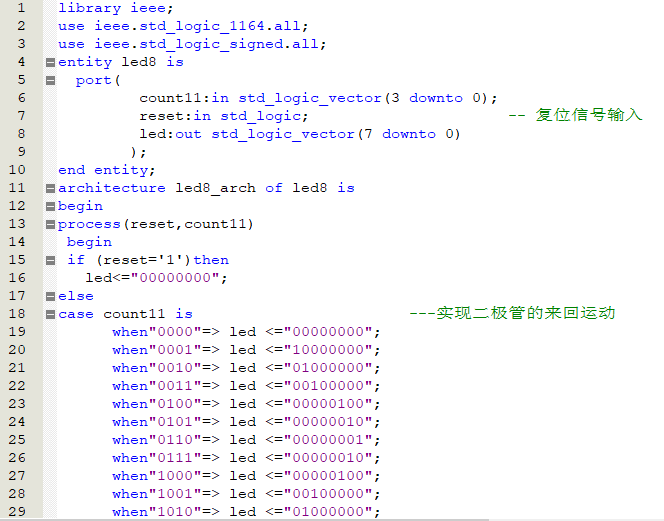 1 library ieee;
2 use ieee.std_logic_1164.all;
3 use ieee.std_logic_signed.all;
4 entity led8 is
5 port(
6 count11:in std_logic_vector(3 downto 0);
7 reset:in std_logic; -- 复位信号输入
8 led:out std_logic_vector(7 downto 0)
9 );
10 end entity;
11 architecture led8_arch of led8 is
12 begin
13 process(reset,count11)
14 begin
15 if (reset='1')then
16 led<="00000000";
17 else
18 case count11 is ---实现二极管的来回运动
19 when"0000"=> led <="00000000";
20 when"0001"=> led <="10000000";
21 when"0010"=> led <="01000000";
22 when"0011"=> led <="00100000";
23 when"0100"=> led <="00000100";
24 when"0101"=> led <="00000010";
25 when"0110"=> led <="00000001";
26 when"0111"=> led <="00000010";
27 when"1000"=> led <="00000100";
28 when"1001"=> led <="00100000";
29 when"1010"=> led <="01000000";